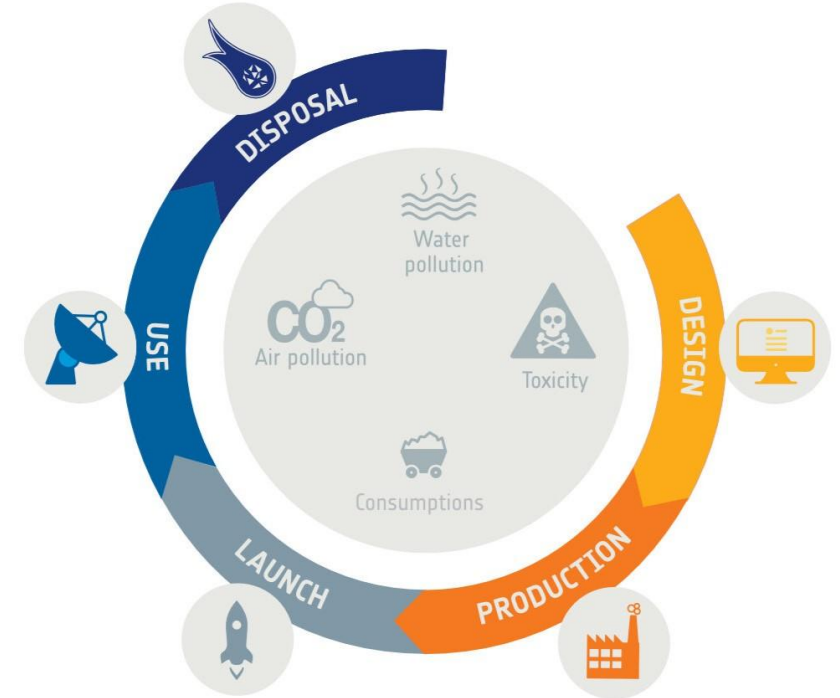 DISPOSAL
Water
pollution
CO2
Air pollution
Toxicity
Consumptions
DESIGN
PRODUCTION
LAUNCH
USE